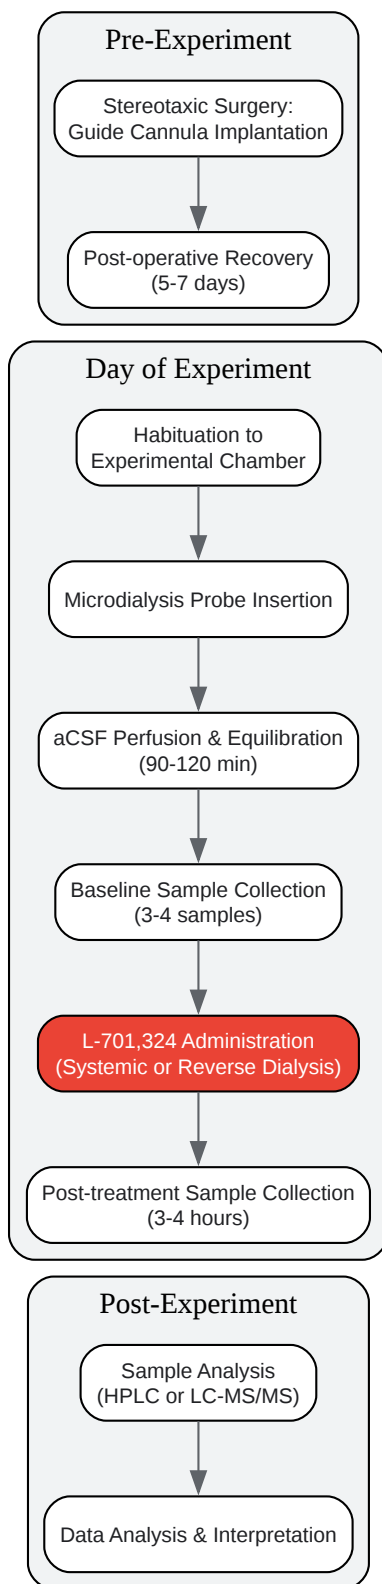 Pre-Experiment
Stereotaxic Surgery:
Guide Cannula Implantation
Post-operative Recovery
(5-7 days)
Day of Experiment
Habituation to
Experimental Chamber
Microdialysis Probe Insertion
aCSF Perfusion & Equilibration
(90-120 min)
Baseline Sample Collection
(3-4 samples)
L-701,324 Administration
(Systemic or Reverse Dialysis)
Post-treatment Sample Collection
(3-4 hours)
Post-Experiment
Sample Analysis
(HPLC or LC-MS/MS)
Data Analysis & Interpretation